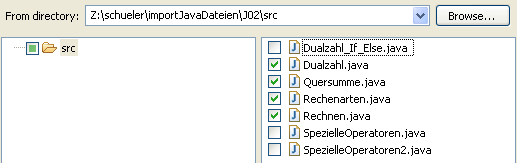 From directory: Z:\schueler\importJavaDateien\J02\src Browse...
src
Dualzahl_If_Else.java
Dualzahl.java
Quersumme.java
Rechenarten.java
Rechnen.java
SpezielleOperatoren.java
SpezielleOperatoren2.java